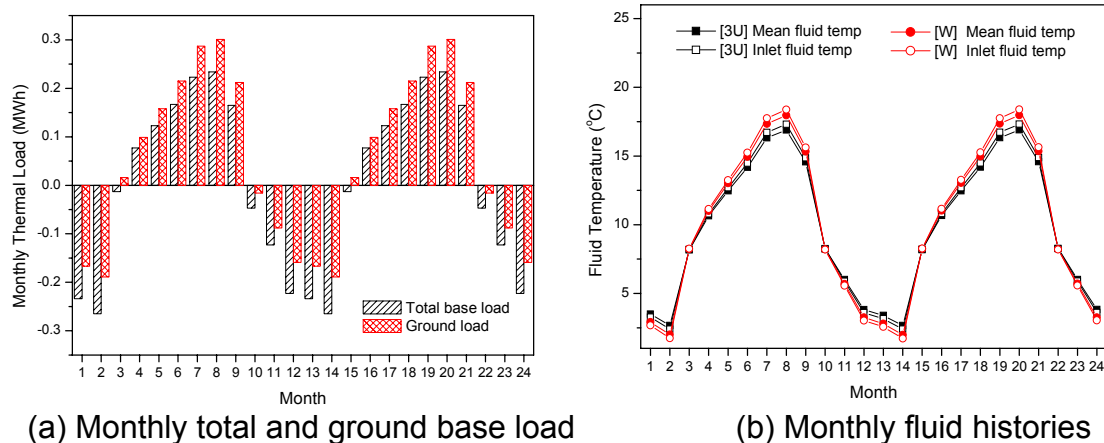 Monthly Thermal Load (MWh)
0.3
0.2
0.1
0.0
-0.1
-0.2
-0.3
Total base load
Ground load
1 2 3 4 5 6 7 8 9 10 11 12 13 14 15 16 17 18 19 20 21 22 23 24
Month
(a) Monthly total and ground base load
Fluid Temperature (°C)
25
20
15
10
5
[3U] Mean fluid temp
[3U] Inlet fluid temp
[W] Mean fluid temp
[W] Inlet fluid temp
1 2 3 4 5 6 7 8 9 10 11 12 13 14 15 16 17 18 19 20 21 22 23 24
Month
(b) Monthly fluid histories